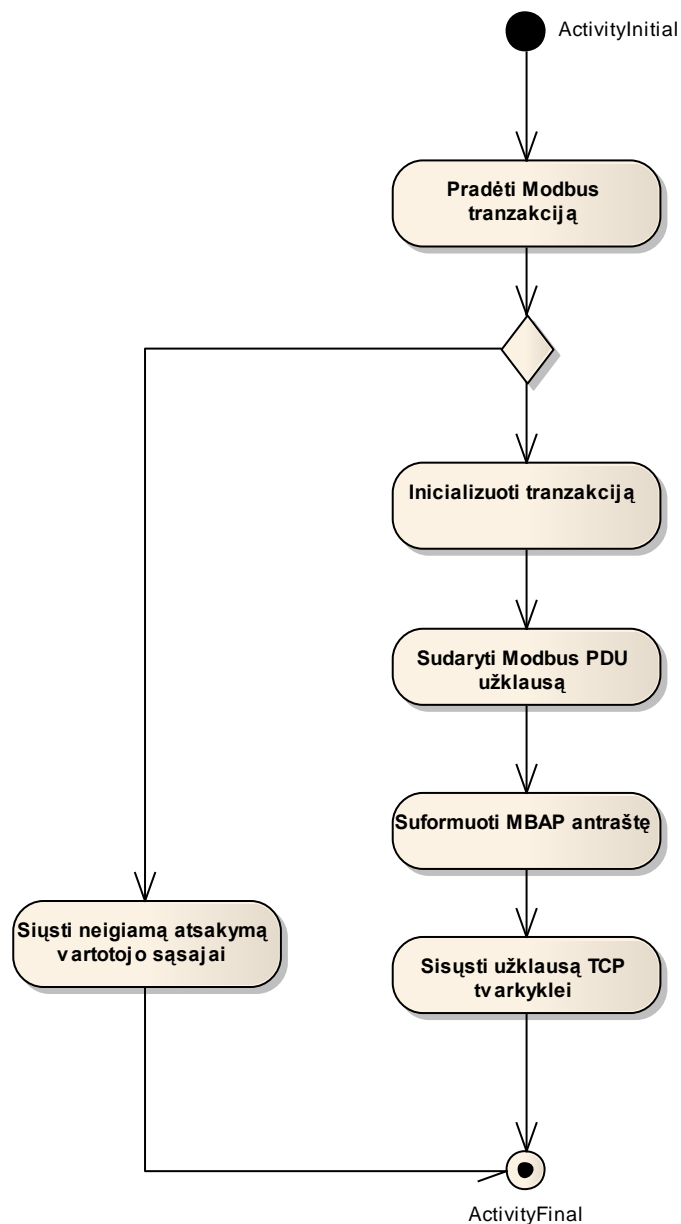 ActivityInitial
Pradėti Modbus
tranzakciją
Inicializuoti tranzakciją
Sudaryti Modbus PDU
užklausą
Suformuoti MBAP antraštę
Siųsti neigiamą atsakymą
vartotojo sąsajai
Sisųsti užklausą TCP
tvarkyklei
ActivityFinal